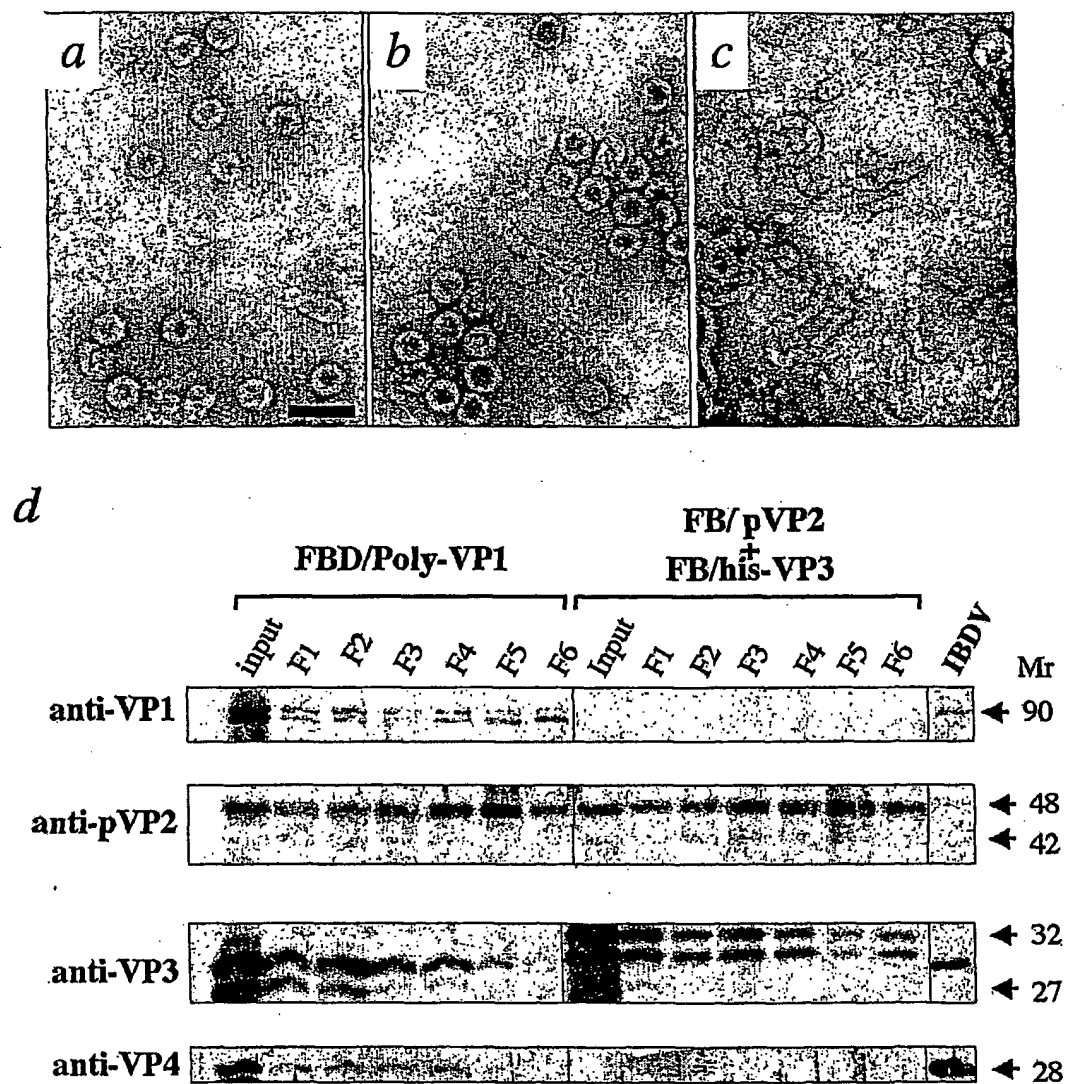 a b c
d
FBD/Poly-VP1
FB/pVP2
+
FB/his-VP3
input F1 F2 F3 F4 F5 F6 Input F1 F2 F3 F4 F5 F6 IBDV Mr
anti-VP1 90
anti-pVP2 48
42
anti-VP3 32
27
anti-VP4 28